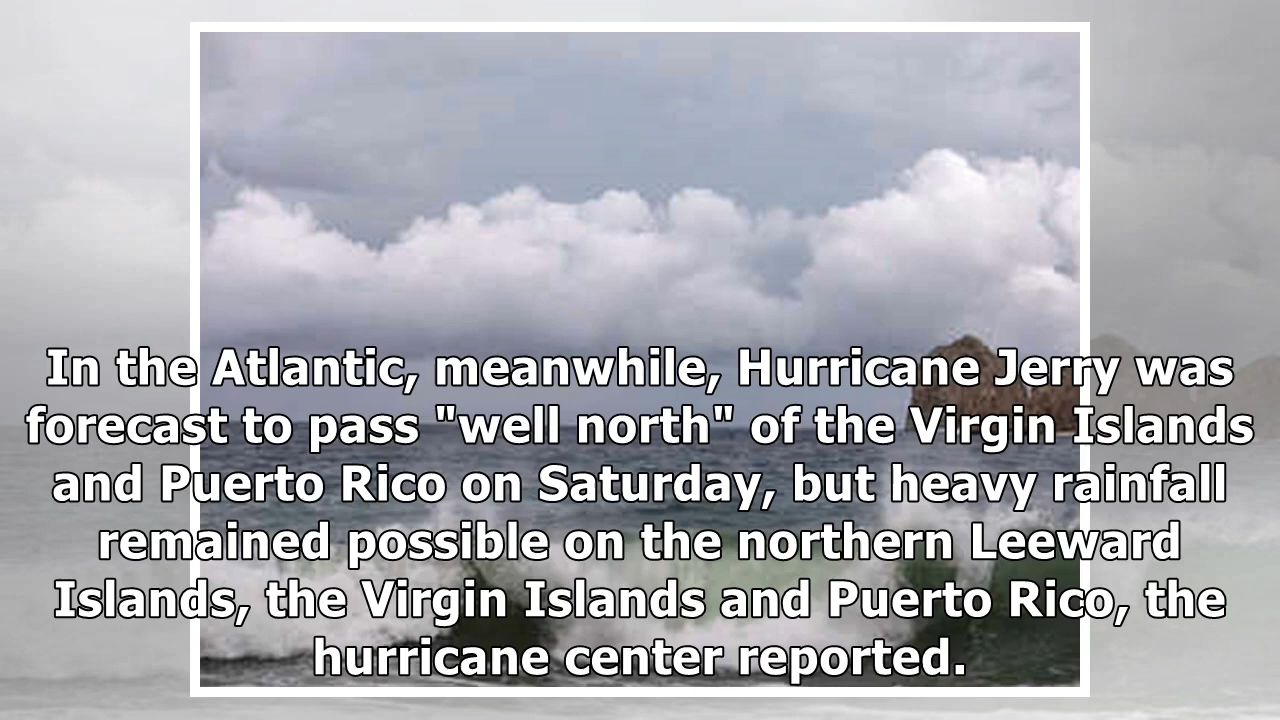 In the Atlantic, meanwhile, Hurricane Jerry was
forecast to pass "well north" of the Virgin Islands
and Puerto Rico on Saturday, but heavy rainfall
remained possible on the northern Leeward
Islands, the Virgin Islands and Puerto Rico, the
hurricane center reported.